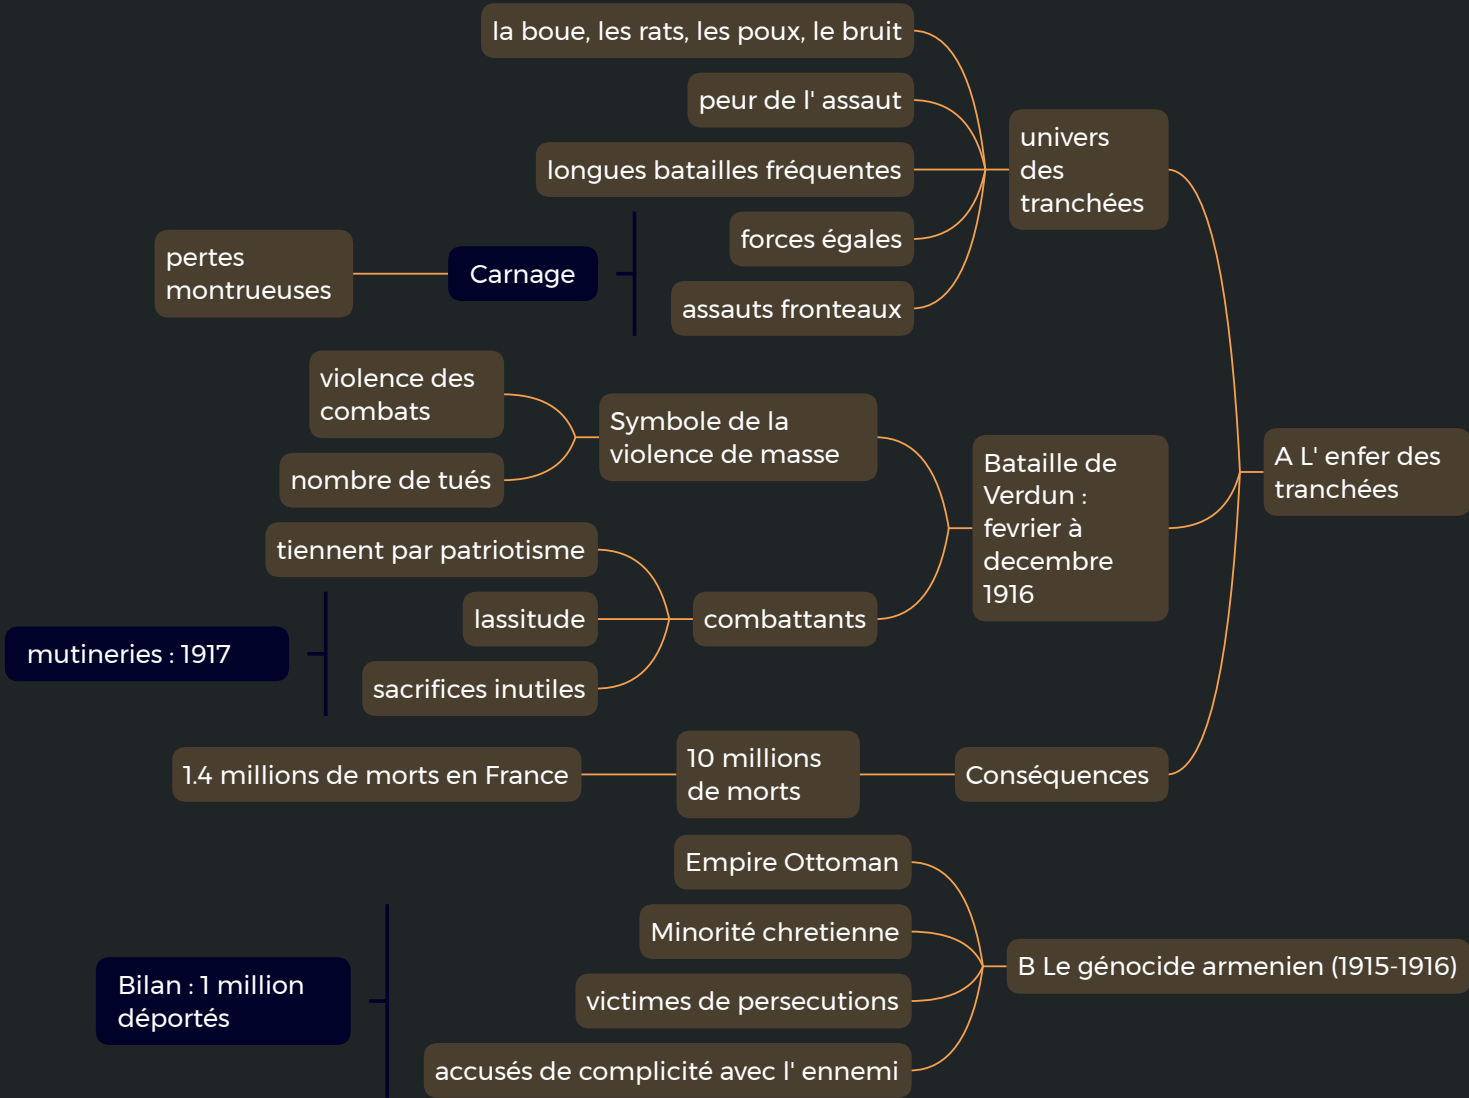 la boue, les rats, les poux, le bruit
peur de l' assaut
longues batailles fréquentes
forces égales
assauts fronteaux
univers
des
tranchées
Carnage
pertes
montrueuses
violence des
combats
nombre de tués
Symbole de la
violence de masse
tiennent par patriotisme
lassitude
sacrifices inutiles
combattants
mutineries : 1917
Bataille de
Verdun :
fevrier à
decembre
1916
A L' enfer des
tranchées
1.4 millions de morts en France
10 millions
de morts
Conséquences
Empire Ottoman
Minorité chretienne
victimes de persecutions
accusés de complicité avec l' ennemi
B Le génocide armenien (1915-1916)
Bilan : 1 million
déportés